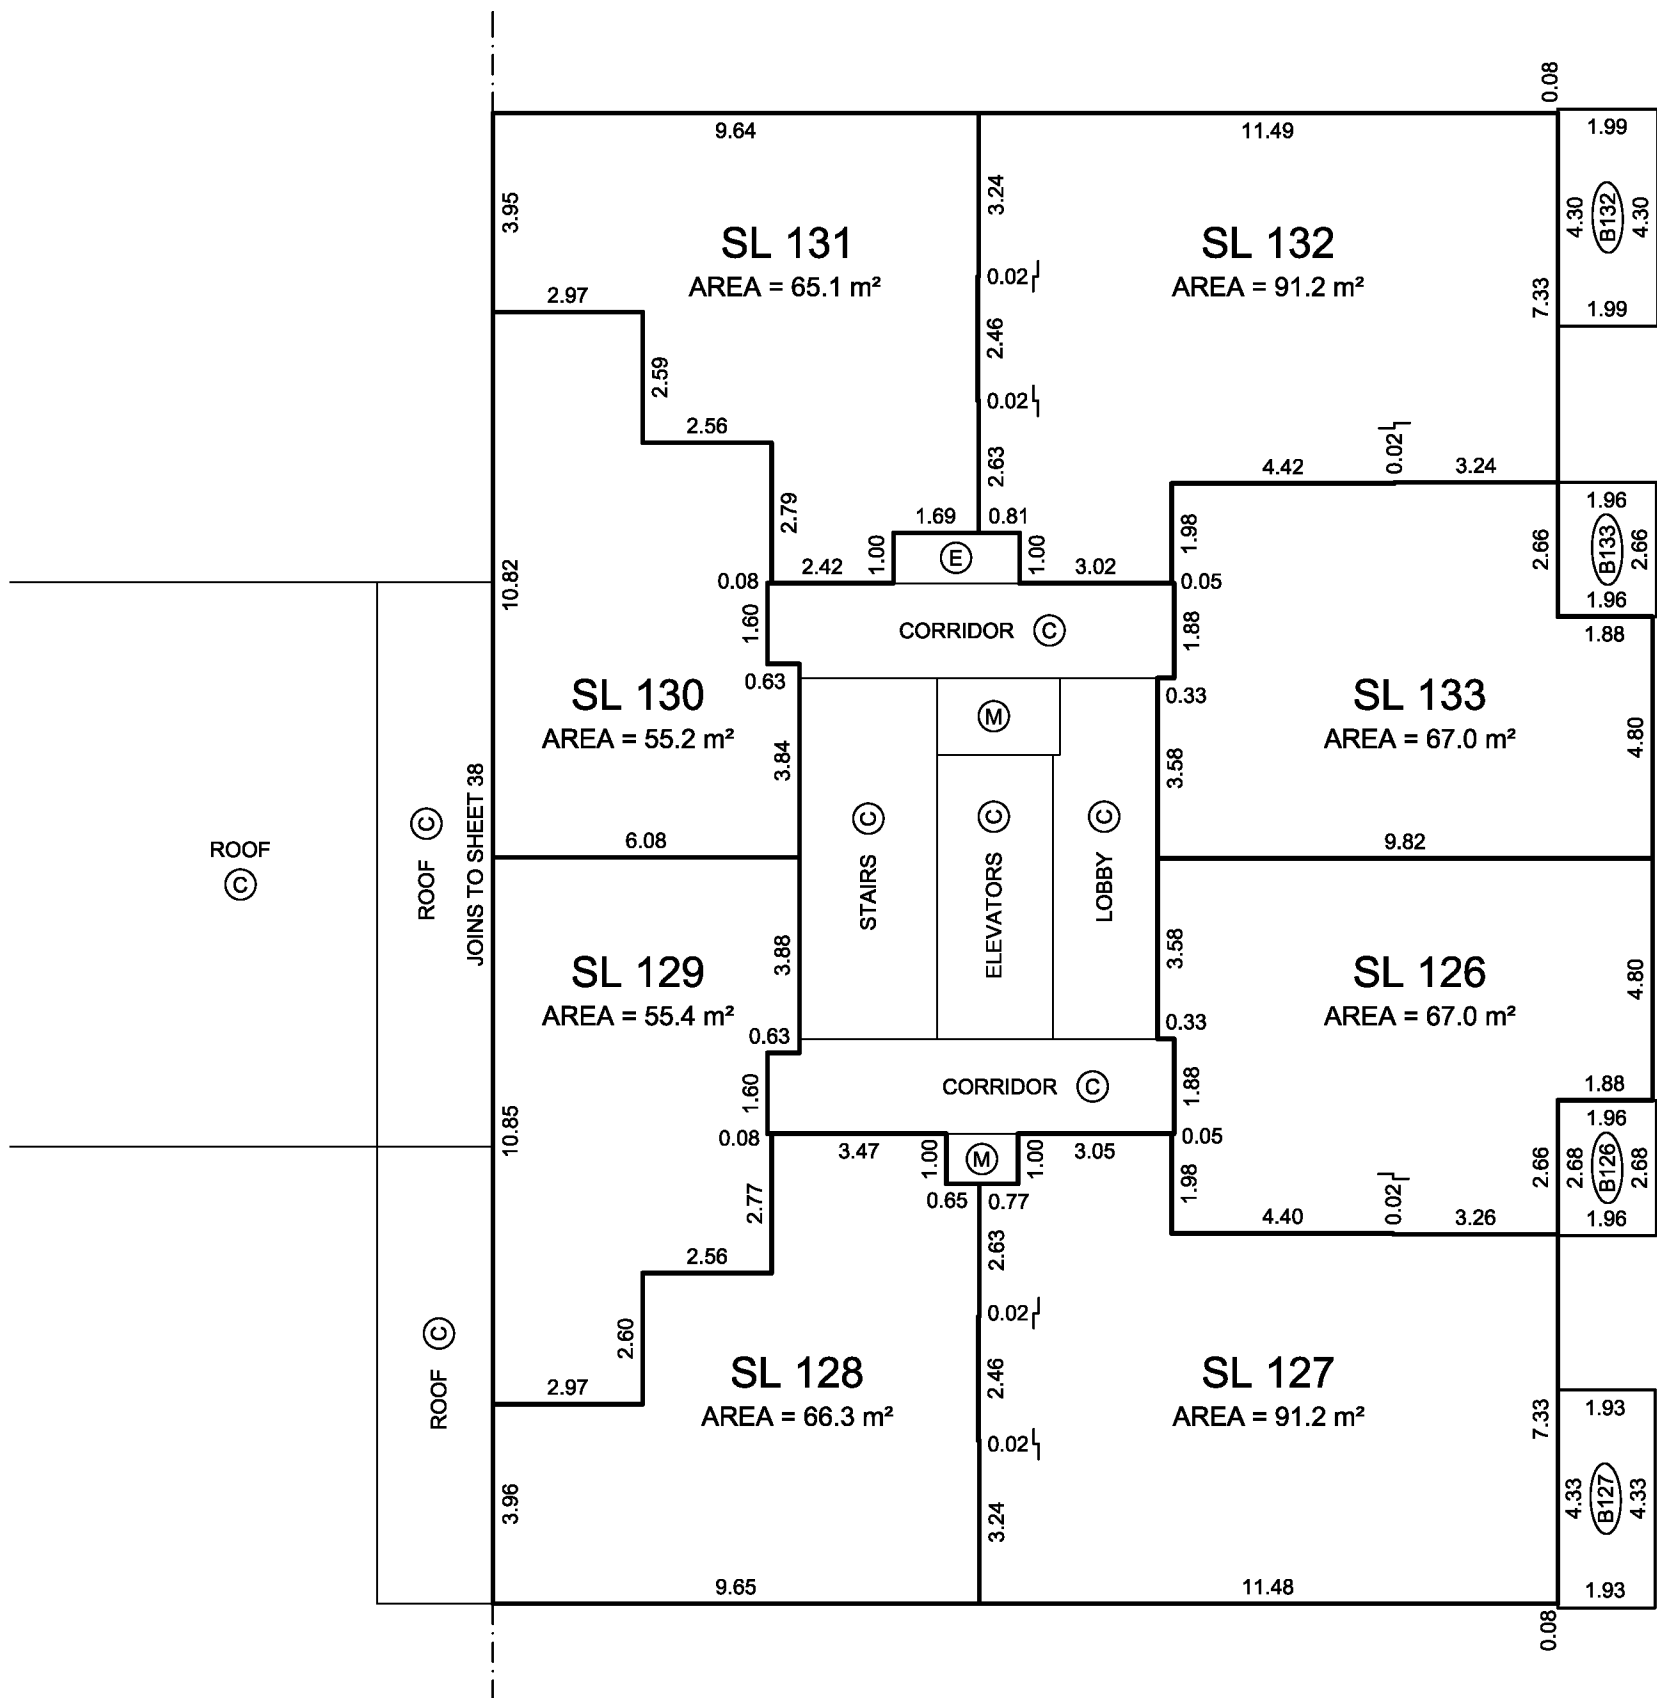 0.08
9.64
11.49
1.99
3.95
3.24
4.30
B132
4.30
SL 131
AREA = 65.1 m²
SL 132
AREA = 91.2 m²
0.02
7.33
1.99
2.97
2.46
2.59
0.02
2.56
2.63
4.42
0.02
3.24
2.79
1.69
0.81
1.98
1.96
2.66
B133
2.66
1.96
1.00
E
1.00
2.42
3.02
0.08
0.05
10.82
1.60
CORRIDOR C
1.88
1.88
0.63
0.33
SL 130
AREA = 55.2 m²
M
SL 133
AREA = 67.0 m²
3.84
3.58
4.80
JOINS TO SHEET 38
ROOF
C
ROOF C
STAIRS C
ELEVATORS C
LOBBY C
6.08
9.82
3.88
3.58
4.80
SL 129
AREA = 55.4 m²
SL 126
AREA = 67.0 m²
0.63
0.33
1.60
CORRIDOR C
1.88
1.88
10.85
0.08
0.05
3.47
1.00
M
1.00
3.05
1.96
2.66
2.68
B126
2.68
1.96
2.77
0.65
0.77
1.98
4.40
0.02
3.26
2.56
2.63
0.02
2.60
ROOF C
SL 128
AREA = 66.3 m²
2.46
SL 127
AREA = 91.2 m²
2.97
0.02
7.33
1.93
3.96
3.24
4.33
B127
4.33
9.65
11.48
1.93
0.08